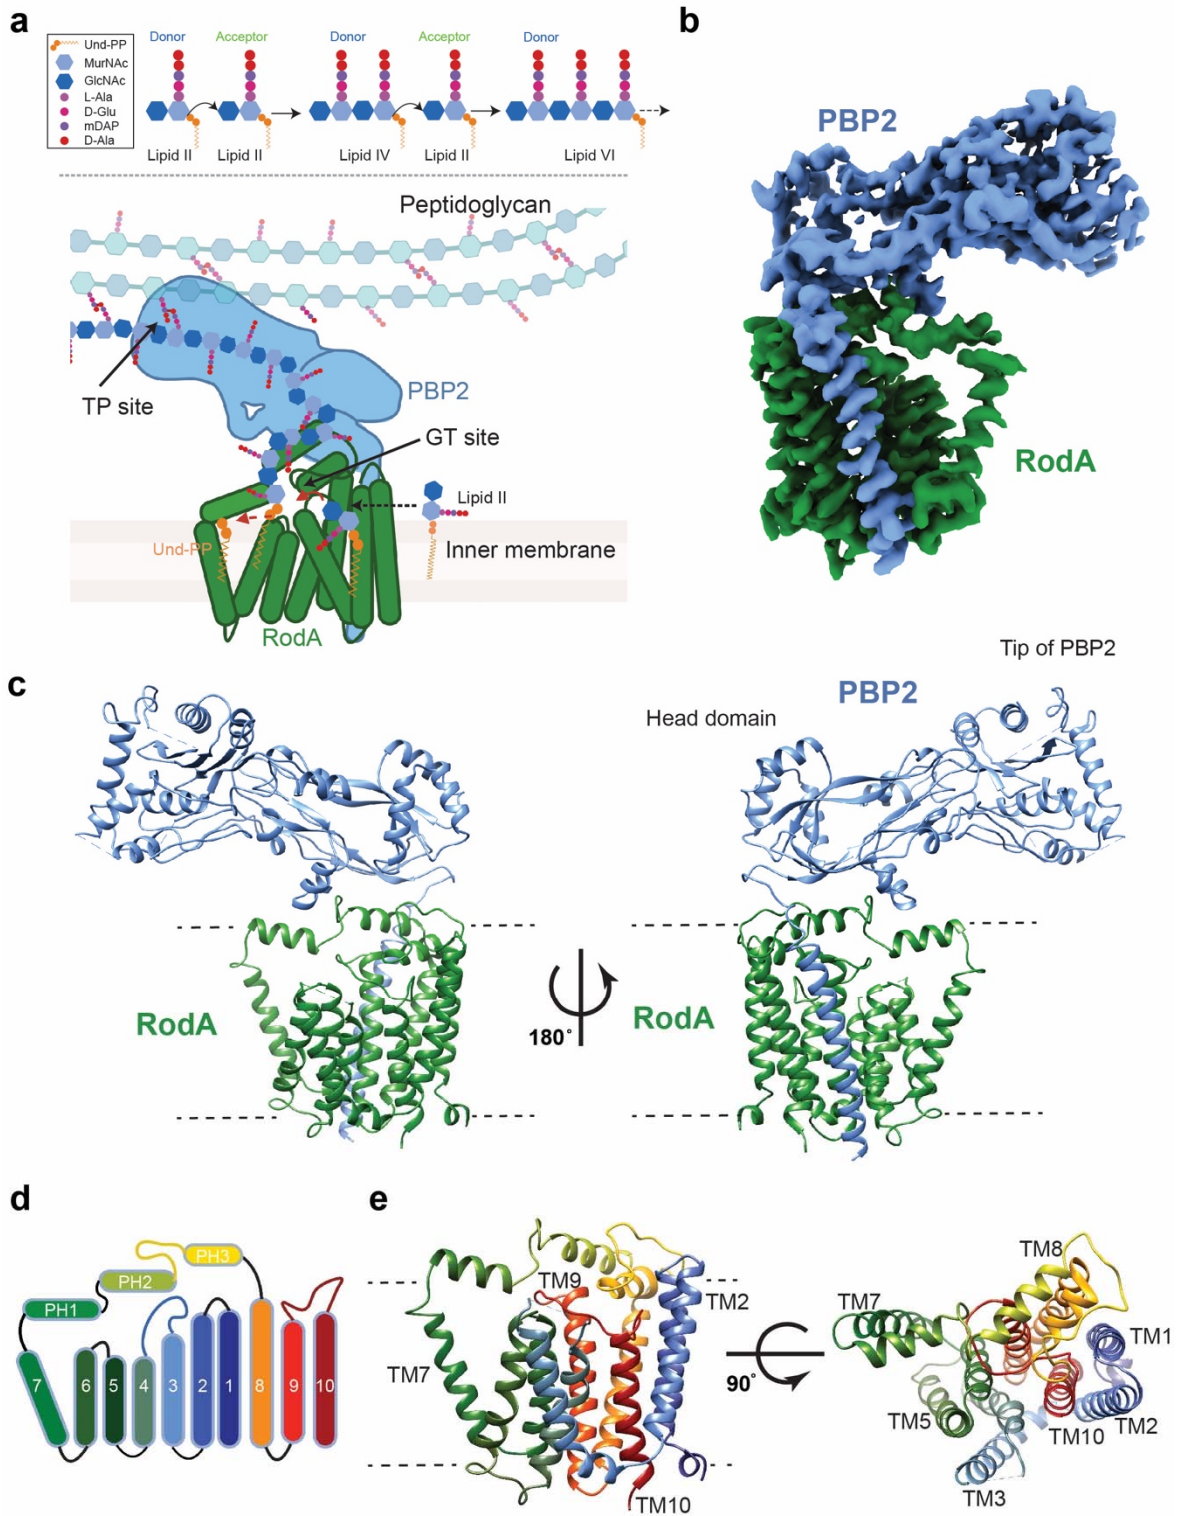 a
Und-PP
MurNAc
GlcNAc
L-Ala
D-Glu
mDAP
D-Ala
Donor
Acceptor
Donor
Acceptor
Donor
Lipid II
Lipid II
Lipid IV
Lipid II
Lipid VI
Peptidoglycan
TP site
PBP2
GT site
Lipid II
Und-PP
Inner membrane
RodA
b
PBP2
RodA
c
Tip of PBP2
PBP2
Head domain
RodA
180°
RodA
d
PH1
PH2
PH3
7
6
5
4
3
2
1
8
9
10
e
TM9
TM2
TM7
TM10
90°
TM8
TM7
TM1
TM5
TM10
TM2
TM3